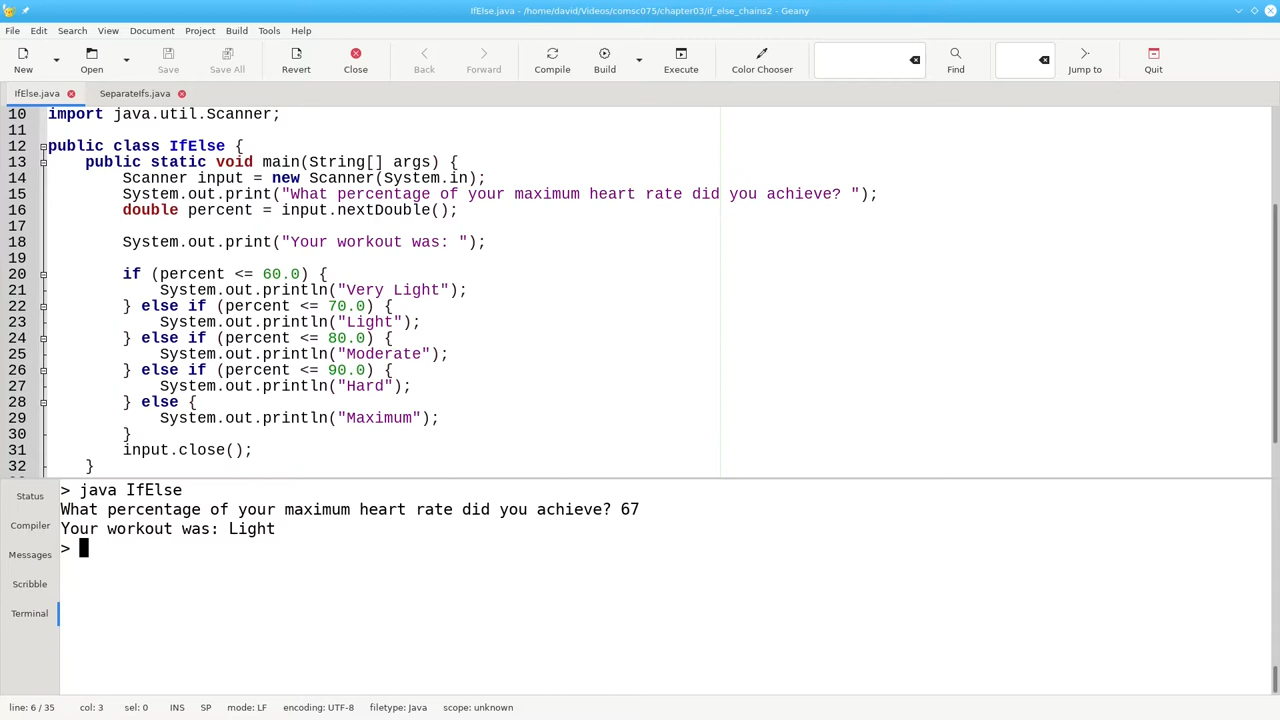 IfElse.java - /home/david/Videos/comsc075/chapter03/if_else_chains2 - Geany
File Edit Search View Document Project Build Tools Help
New Open Save Save All Revert Close Back Forward Compile Build Execute Color Chooser Find Jump to Quit
IfElse.java SeparateIfs.java
10 import java.util.Scanner;
11
12 public class IfElse {
13     public static void main(String[] args) {
14         Scanner input = new Scanner(System.in);
15         System.out.print("What percentage of your maximum heart rate did you achieve? ");
16         double percent = input.nextDouble();
17
18         System.out.print("Your workout was: ");
19
20         if (percent <= 60.0) {
21             System.out.println("Very Light");
22         } else if (percent <= 70.0) {
23             System.out.println("Light");
24         } else if (percent <= 80.0) {
25             System.out.println("Moderate");
26         } else if (percent <= 90.0) {
27             System.out.println("Hard");
28         } else {
29             System.out.println("Maximum");
30         }
31         input.close();
32     }
Status
Compiler
Messages
Scribble
Terminal
> java IfElse
What percentage of your maximum heart rate did you achieve? 67
Your workout was: Light
>
line: 6 / 35 col: 3 sel: 0 INS SP mode: LF encoding: UTF-8 filetype: Java scope: unknown